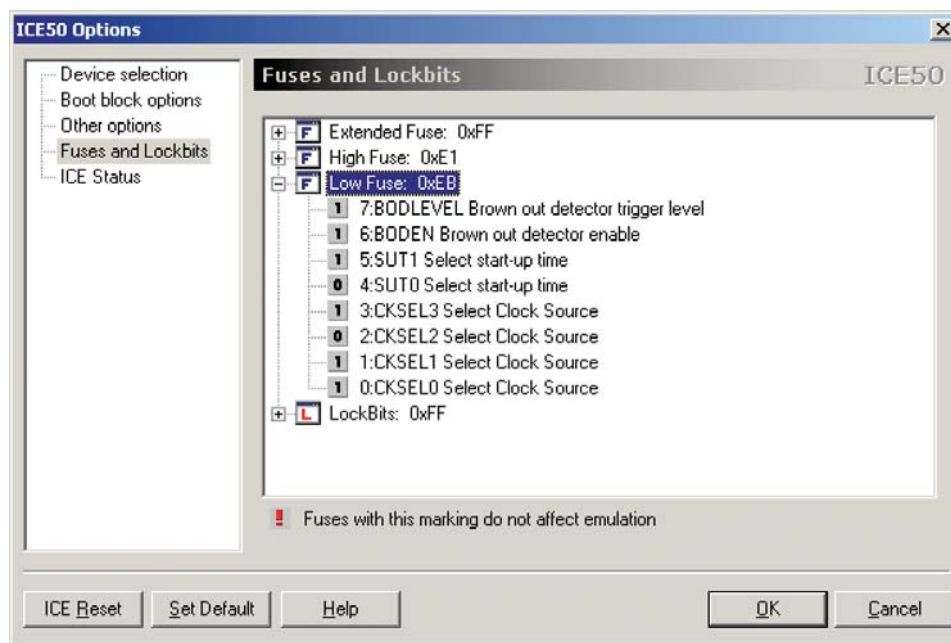 ICE50 Options
Device selection
Boot block options
Other options
Fuses and Lockbits
ICE Status
Fuses and Lockbits
ICE50
Extended Fuse: 0xFF
High Fuse: 0xE1
Low Fuse: 0xEB
1 7:BODLEVEL Brown out detector trigger level
1 6:BODEN Brown out detector enable
1 5:SUT1 Select start-up time
0 4:SUT0 Select start-up time
1 3:CKSEL3 Select Clock Source
0 2:CKSEL2 Select Clock Source
1 1:CKSEL1 Select Clock Source
1 0:CKSEL0 Select Clock Source
L LockBits: 0xFF
! Fuses with this marking do not affect emulation
ICE Reset
Set Default
Help
OK
Cancel